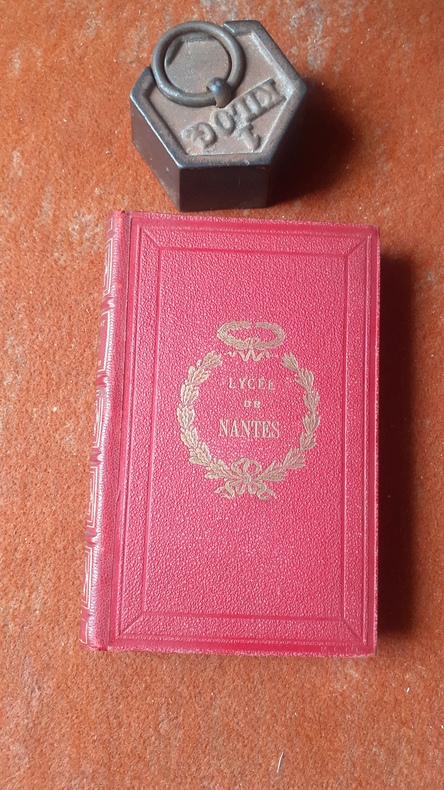 1
KILOG.
LYCÉE
DE
NANTES